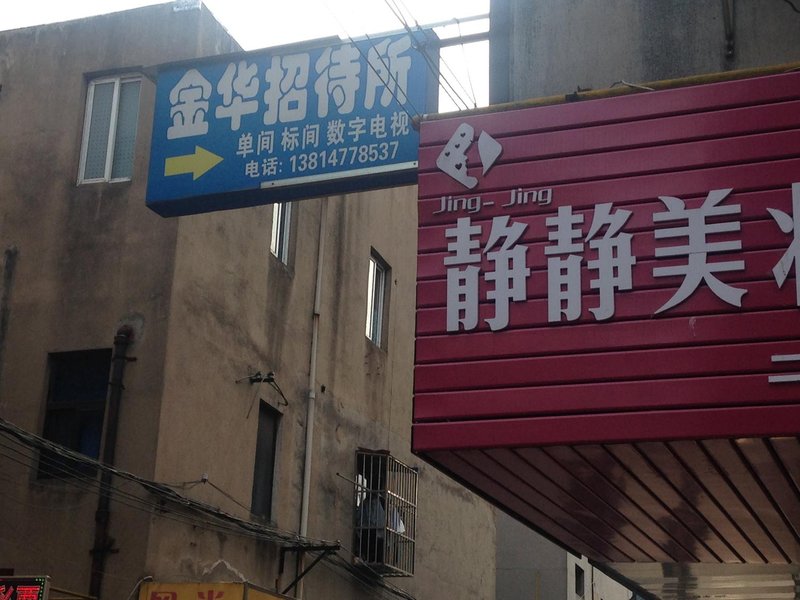 金华招待所
单间 标间 数字电视
电话: 13814778537
Jing-Jing
静静美